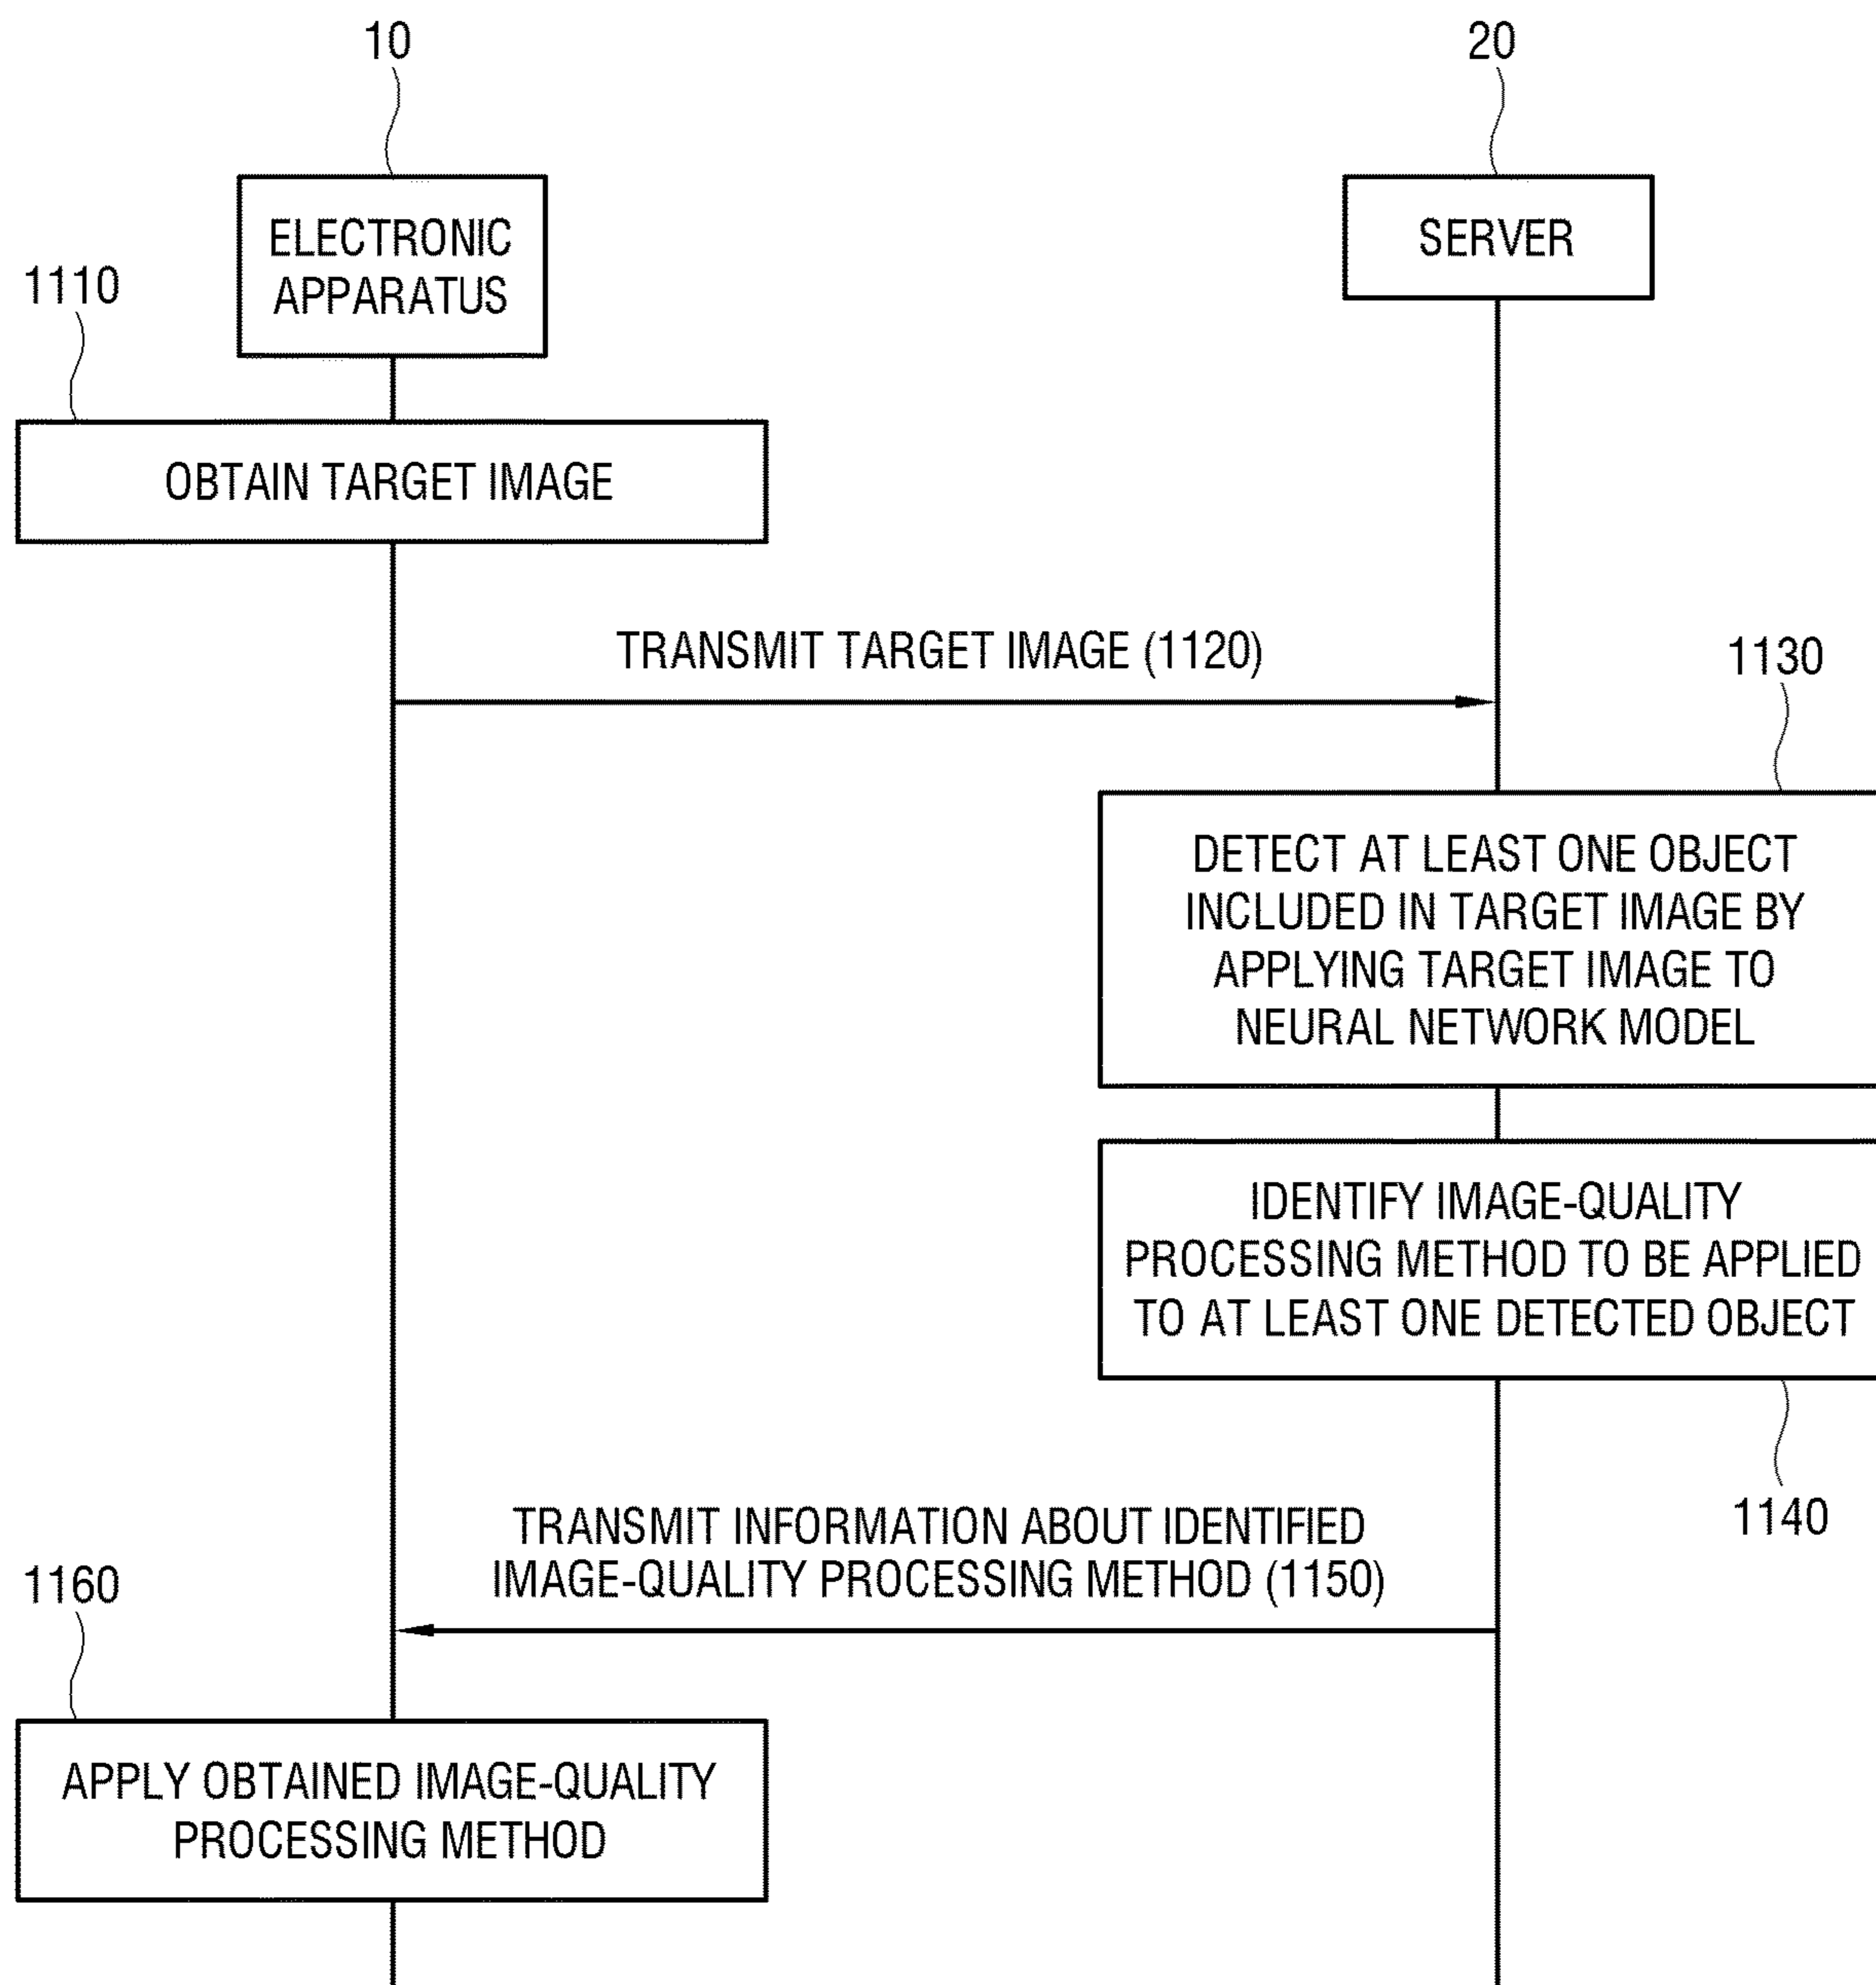 10
20
ELECTRONIC
APPARATUS
SERVER
1110
OBTAIN TARGET IMAGE
TRANSMIT TARGET IMAGE (1120)
1130
DETECT AT LEAST ONE OBJECT
INCLUDED IN TARGET IMAGE BY
APPLYING TARGET IMAGE TO
NEURAL NETWORK MODEL
IDENTIFY IMAGE-QUALITY
PROCESSING METHOD TO BE APPLIED
TO AT LEAST ONE DETECTED OBJECT
1140
TRANSMIT INFORMATION ABOUT IDENTIFIED
IMAGE-QUALITY PROCESSING METHOD (1150)
1160
APPLY OBTAINED IMAGE-QUALITY
PROCESSING METHOD